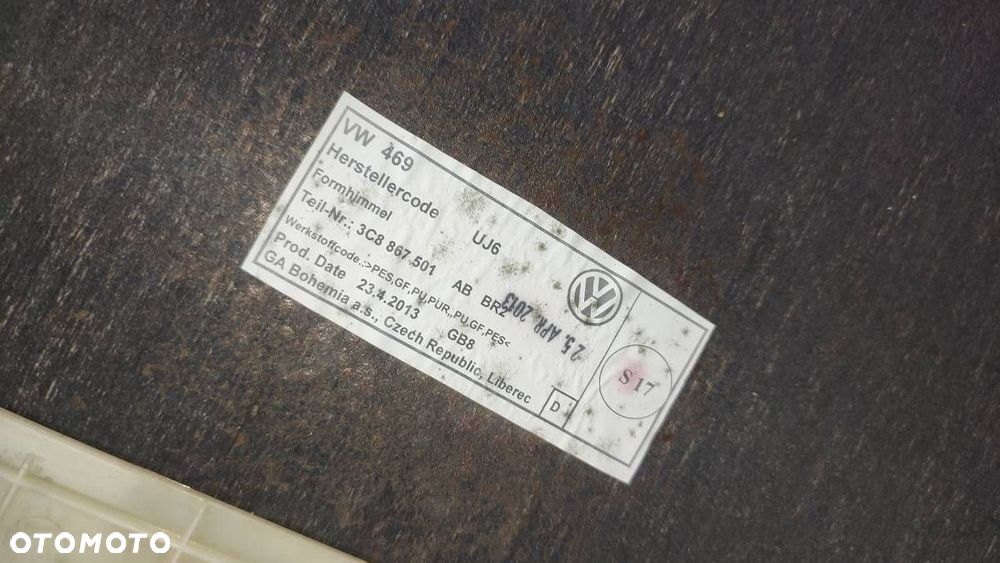 VW 469
Herstellercode UJ6
Formhimmel
Teil-Nr.: 3C8 867 501 AB BR2
Werkstoffcode.:>PES,GF,PU,PUR,,PU,GF,PES<
Prod. Date 23.4.2013 GB8
GA Bohemia a.s., Czech Republic, Liberec
D
25. APR. 2013
S 17
OTOMOTO